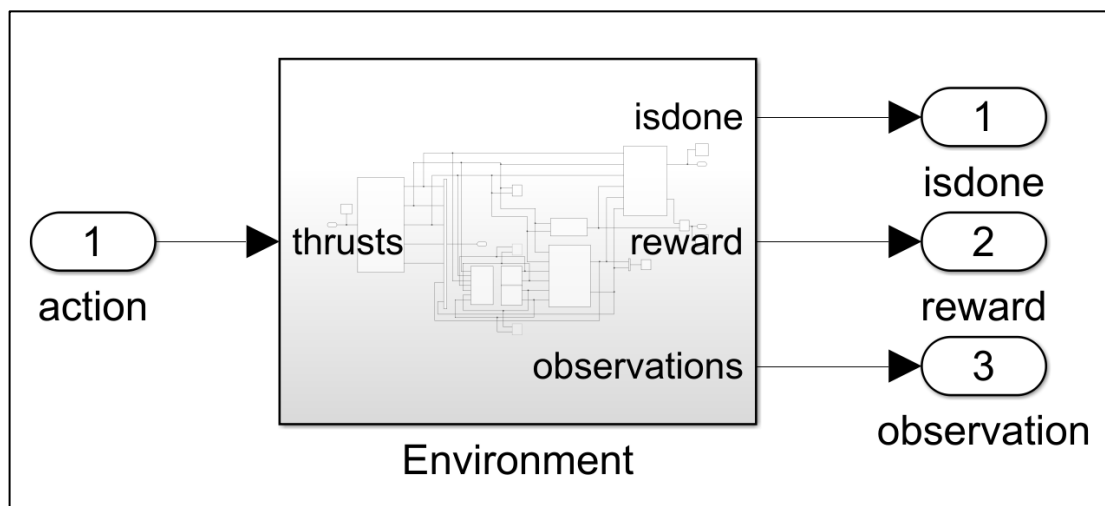 isdone
1
isdone
1
thrusts
reward
2
action
reward
observations
3
observation
Environment